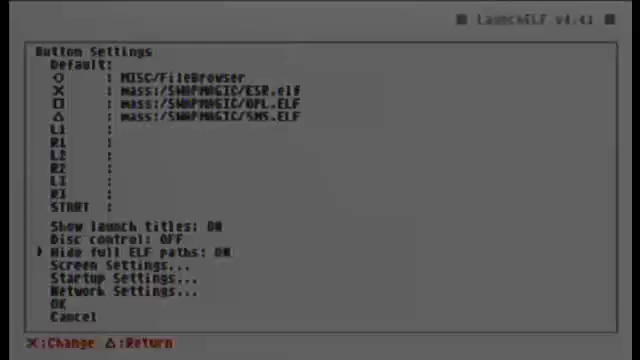 ■ LaunchELF v4.41 ■
Button Settings
Default:
○ : MISC/FileBrowser
X : mass:/SWAPMAGIC/ESR.elf
□ : mass:/SWAPMAGIC/OPL.ELF
△ : mass:/SWAPMAGIC/SMS.ELF
L1 :
R1 :
L2 :
R2 :
L3 :
R3 :
START :
Show launch titles: ON
Disc control: OFF
Hide full ELF paths: ON
Screen Settings...
Startup Settings...
Network Settings...
OK
Cancel
X:Change △:Return